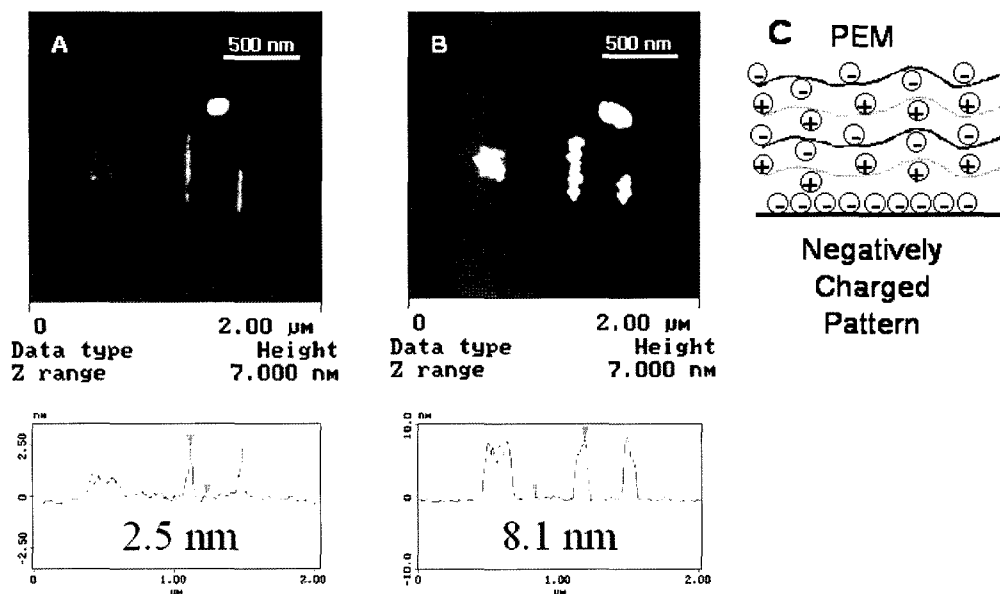 A
500 nm
0
2.00 μm
Data type Height
Z range 7.000 nm
nm
2.50
0
-2.50
2.5 nm
0
1.00
2.00
μm
B
500 nm
0
2.00 μm
Data type Height
Z range 7.000 nm
nm
10.0
0
-10.0
8.1 nm
0
1.00
2.00
μm
C PEM
- - - - -
+ + + + +
- - - - -
+ + + + +
- - - - - - - - -
Negatively
Charged
Pattern